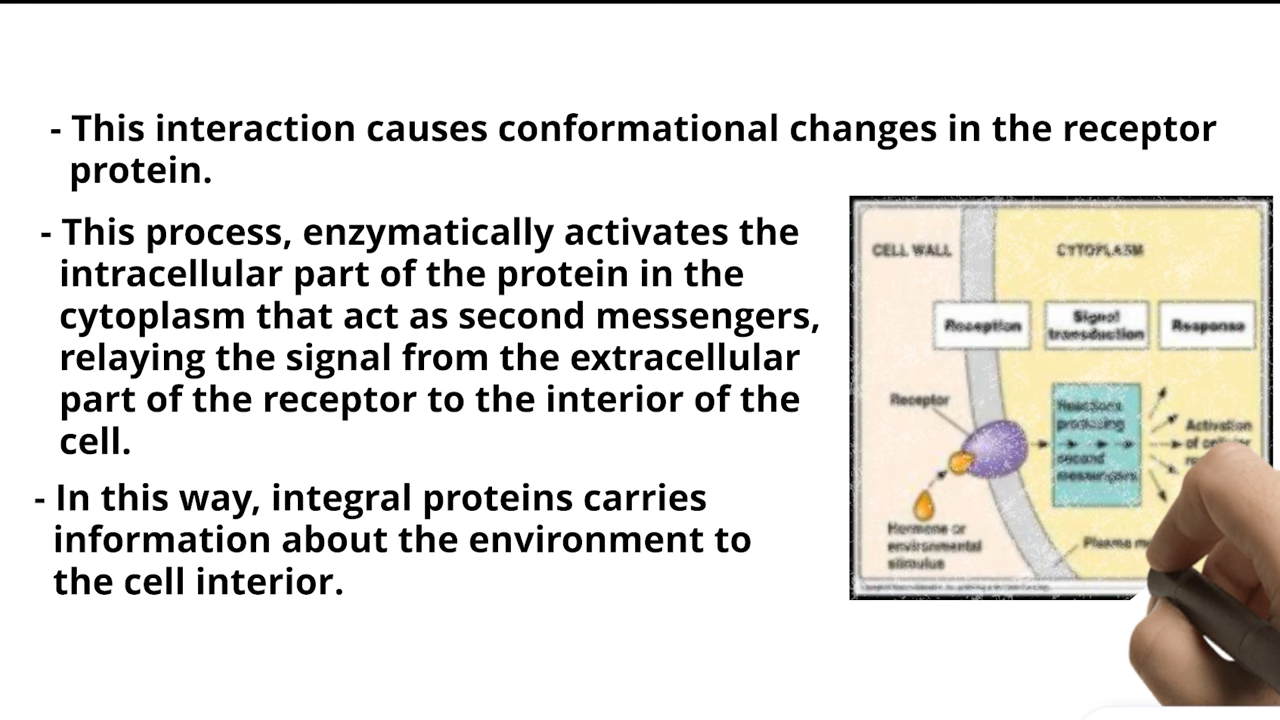 - This interaction causes conformational changes in the receptor
protein.
- This process, enzymatically activates the
intracellular part of the protein in the
cytoplasm that act as second messengers,
relaying the signal from the extracellular
part of the receptor to the interior of the
cell.
- In this way, integral proteins carries
information about the environment to
the cell interior.
CELL WALL
CYTOPLASM
Reception
Signal
transduction
Response
Receptor
Reactions
producing
second
messengers
Activation
of
Hormone or
environmental
stimulus
Plasma